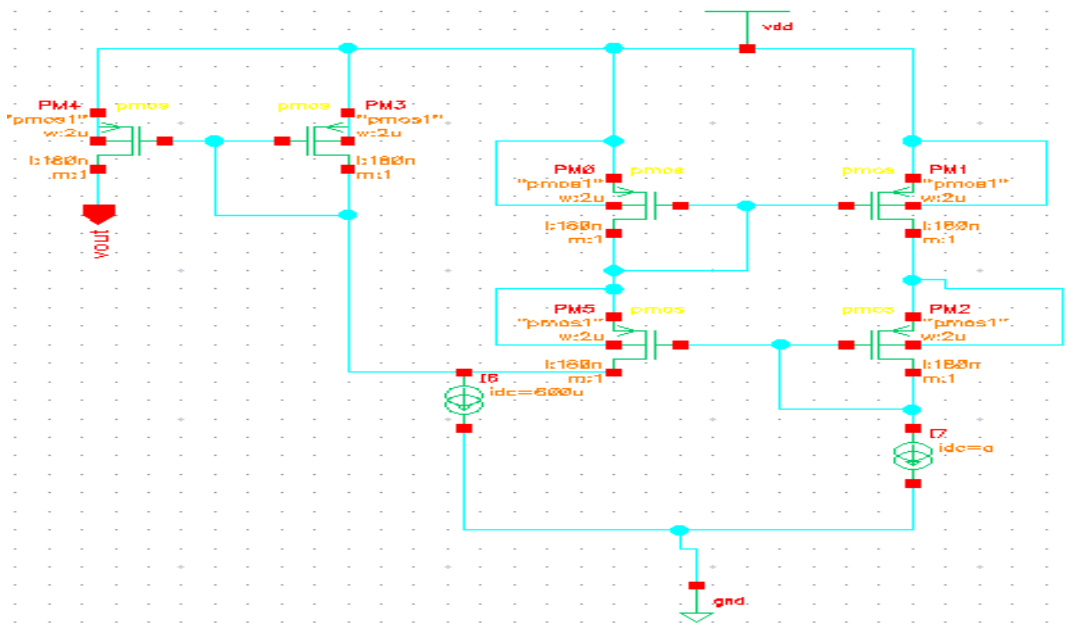 vdd
PM4 pmos
"pmos1"
w:2u
l:180n
m:1
vout
pmos PM3
"pmos1"
w:2u
l:180n
m:1
PM0 pmos
"pmos1"
w:2u
l:180n
m:1
pmos PM1
"pmos1"
w:2u
l:180n
m:1
PM5 pmos
"pmos1"
w:2u
l:180n
m:1
pmos PM2
"pmos1"
w:2u
l:180n
m:1
I6
idc=600u
I7
idc=a
gnd